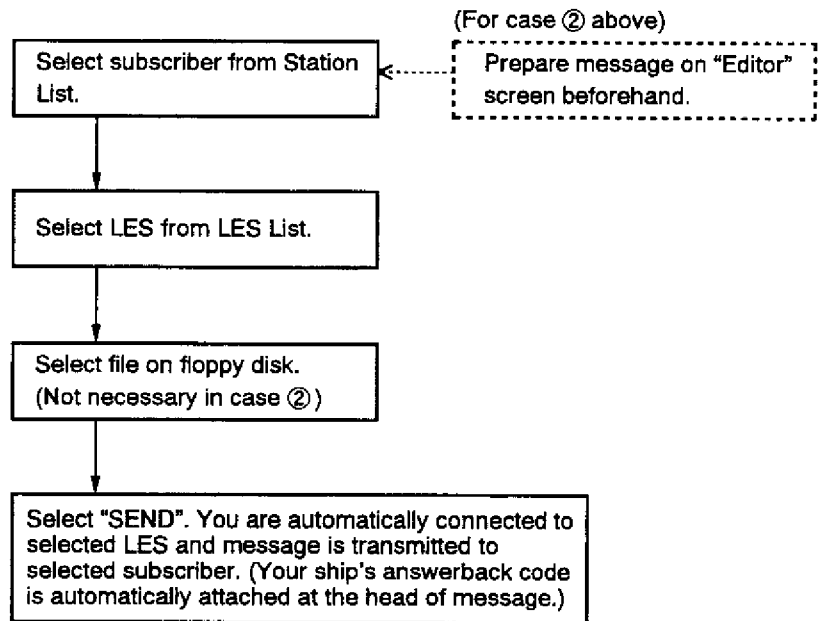 (For case ② above)
Select subscriber from Station
List.
Prepare message on “Editor”
screen beforehand.
Select LES from LES List.
Select file on floppy disk.
(Not necessary in case ②)
Select "SEND". You are automatically connected to
selected LES and message is transmitted to
selected subscriber. (Your ship's answerback code
is automatically attached at the head of message.)